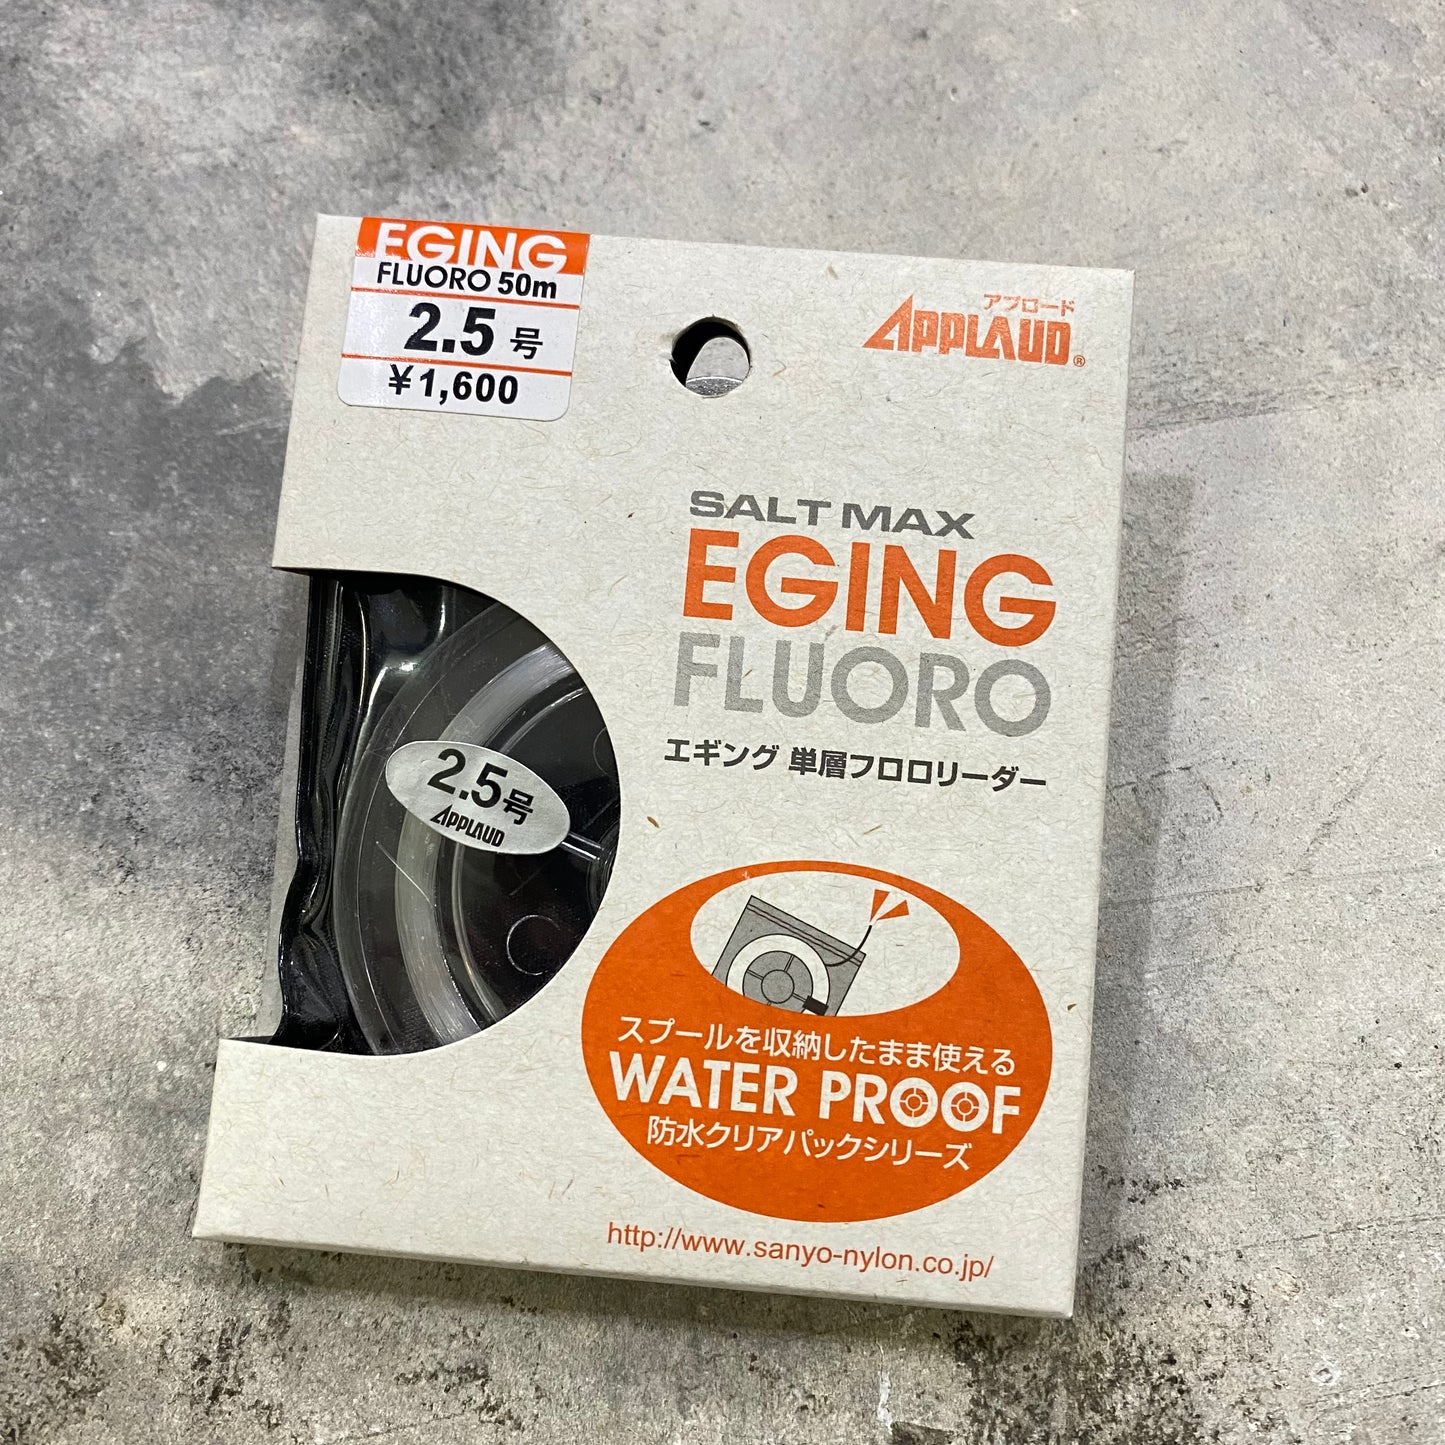 EGING
FLUORO 50m
2.5号
¥1,600
アプロード
APPLAUD®
SALT MAX
EGING
FLUORO
エギング 単層フロロリーダー
2.5号
APPLAUD
スプールを収納したまま使える
WATER PROOF
防水クリアパックシリーズ
http://www.sanyo-nylon.co.jp/